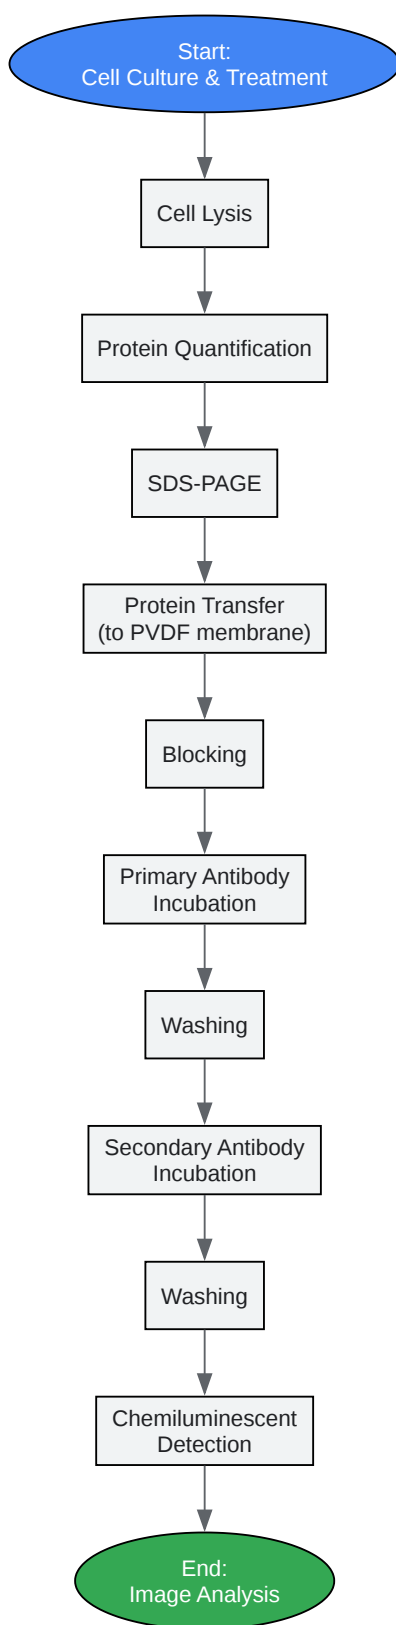 Start:
Cell Culture & Treatment
Cell Lysis
Protein Quantification
SDS-PAGE
Protein Transfer
(to PVDF membrane)
Blocking
Primary Antibody
Incubation
Washing
Secondary Antibody
Incubation
Washing
Chemiluminescent
Detection
End:
Image Analysis